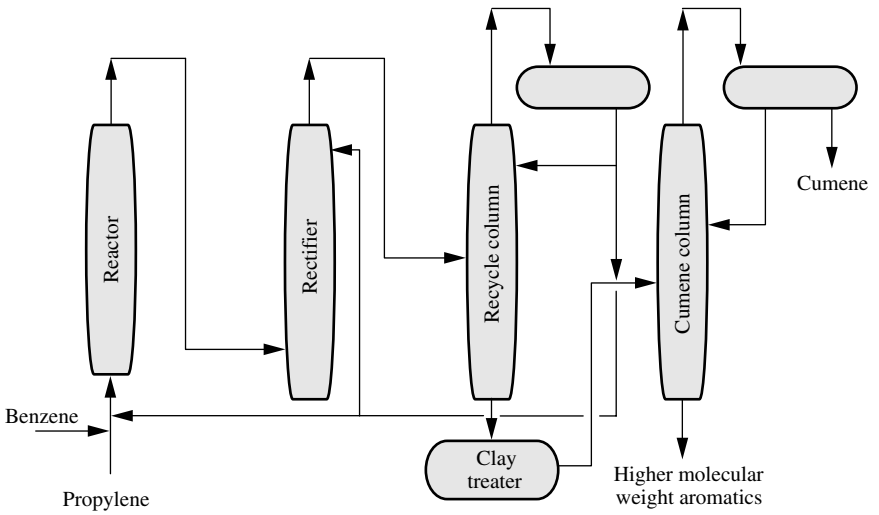 Reactor
Rectifier
Recycle column
Cumene column
Cumene
Benzene
Propylene
Clay
treater
Higher molecular
weight aromatics